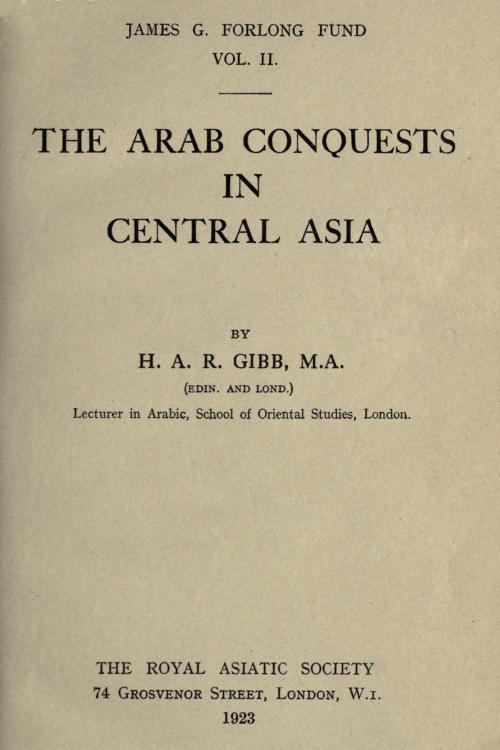 JAMES G. FORLONG FUND
VOL. II.
THE ARAB CONQUESTS
IN
CENTRAL ASIA
BY
H. A. R. GIBB, M.A.
(EDIN. AND LOND.)
Lecturer in Arabic, School of Oriental Studies, London.
THE ROYAL ASIATIC SOCIETY
74 GROSVENOR STREET, LONDON, W.1.
1923